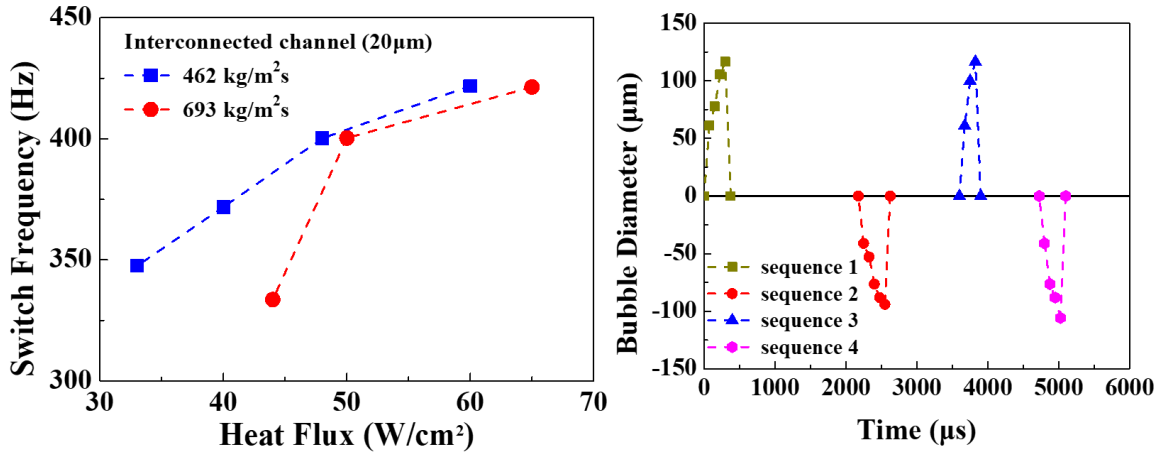 Switch Frequency (Hz)
450
400
350
300
Interconnected channel (20μm)
462 kg/m²s
693 kg/m²s
30
40
50
60
70
Heat Flux (W/cm²)
Bubble Diameter (μm)
150
100
50
0
-50
-100
-150
sequence 1
sequence 2
sequence 3
sequence 4
0
1000
2000
3000
4000
5000
6000
Time (μs)